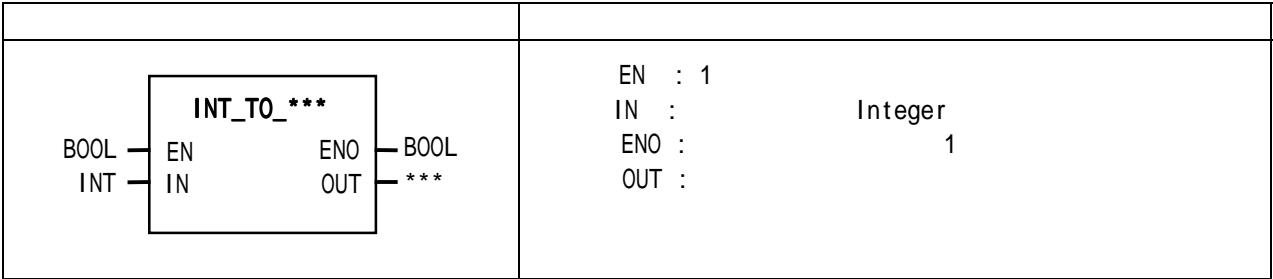 INT_TO_***
BOOL EN ENO BOOL
INT IN OUT ***
EN : 1
IN : Integer
ENO : 1
OUT :